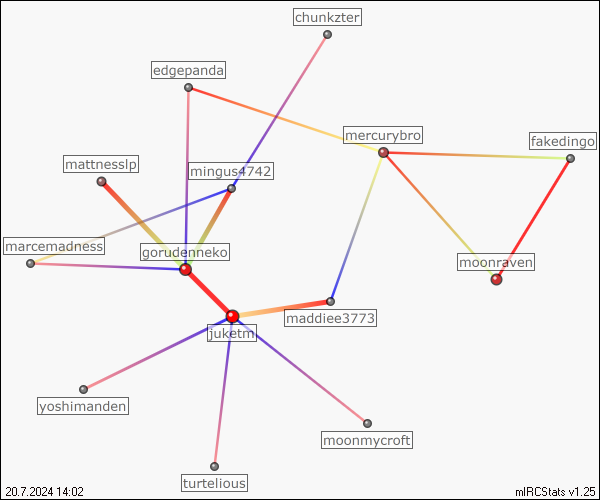 chunkzter
edgepanda
mercurybro
fakedingo
mattnesslp
mingus4742
marcemadness
gorudenneko
moonraven
maddiee3773
juketm
yoshimanden
moonmycroft
turtelious
20.7.2024 14:02
mIRCStats v1.25